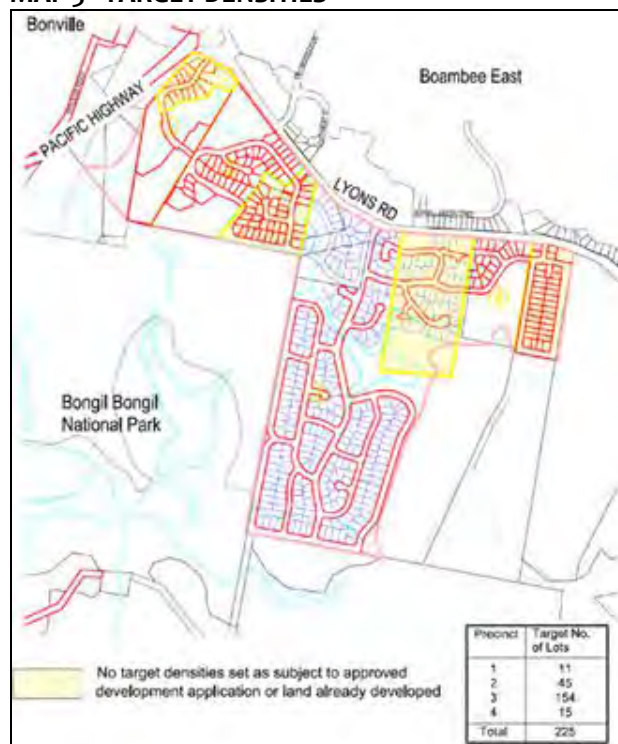 MAP 3 TARGET DENSITIES
Bonville
Boambee East
PACIFIC HIGHWAY
LYONS RD
Bongil Bongil
National Park
No target densities set as subject to approved
development application or land already developed
Precinct Target No.
of Lots
1 11
2 45
3 154
4 15
Total 225